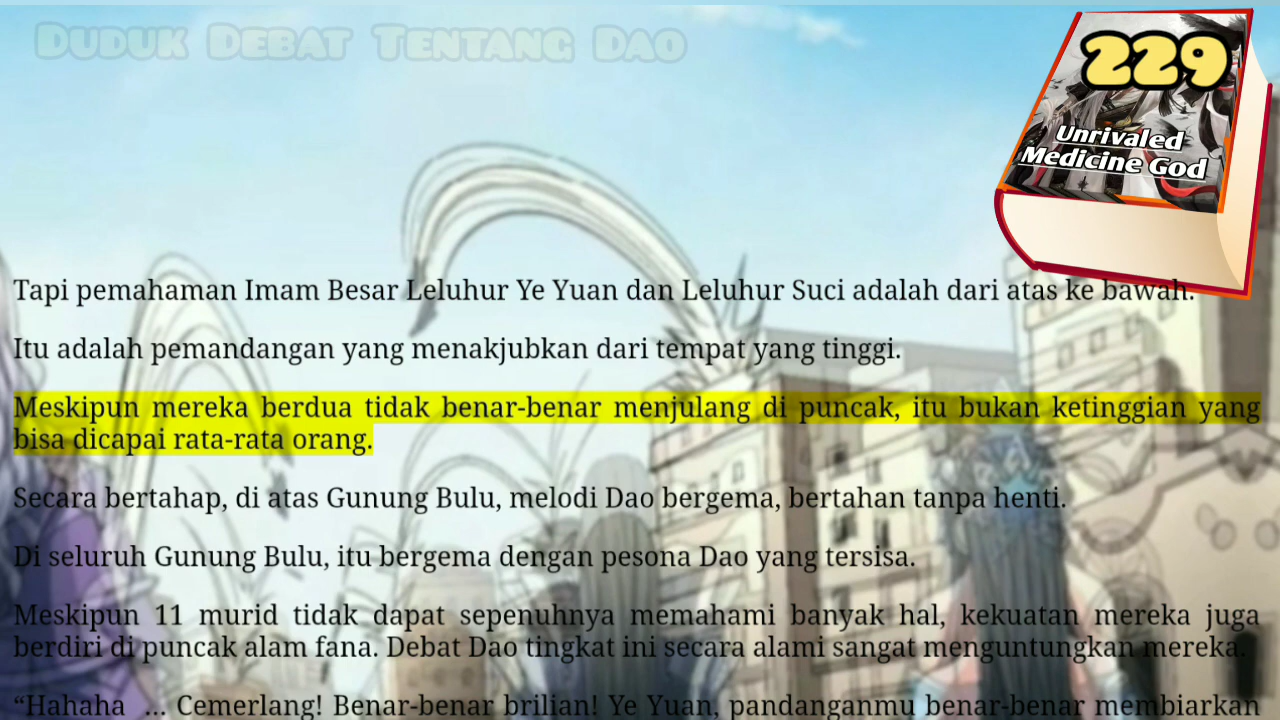 Duduk Debat Tentang Dao
229
Unrivaled
Medicine God
Tapi pemahaman Imam Besar Leluhur Ye Yuan dan Leluhur Suci adalah dari atas ke bawah.
Itu adalah pemandangan yang menakjubkan dari tempat yang tinggi.
Meskipun mereka berdua tidak benar-benar menjulang di puncak, itu bukan ketinggian yang
bisa dicapai rata-rata orang.
Secara bertahap, di atas Gunung Bulu, melodi Dao bergema, bertahan tanpa henti.
Di seluruh Gunung Bulu, itu bergema dengan pesona Dao yang tersisa.
Meskipun 11 murid tidak dapat sepenuhnya memahami banyak hal, kekuatan mereka juga
berdiri di puncak alam fana. Debat Dao tingkat ini secara alami sangat menguntungkan mereka.
“Hahaha ... Cemerlang! Benar-benar brilian! Ye Yuan, pandanganmu benar-benar membiarkan